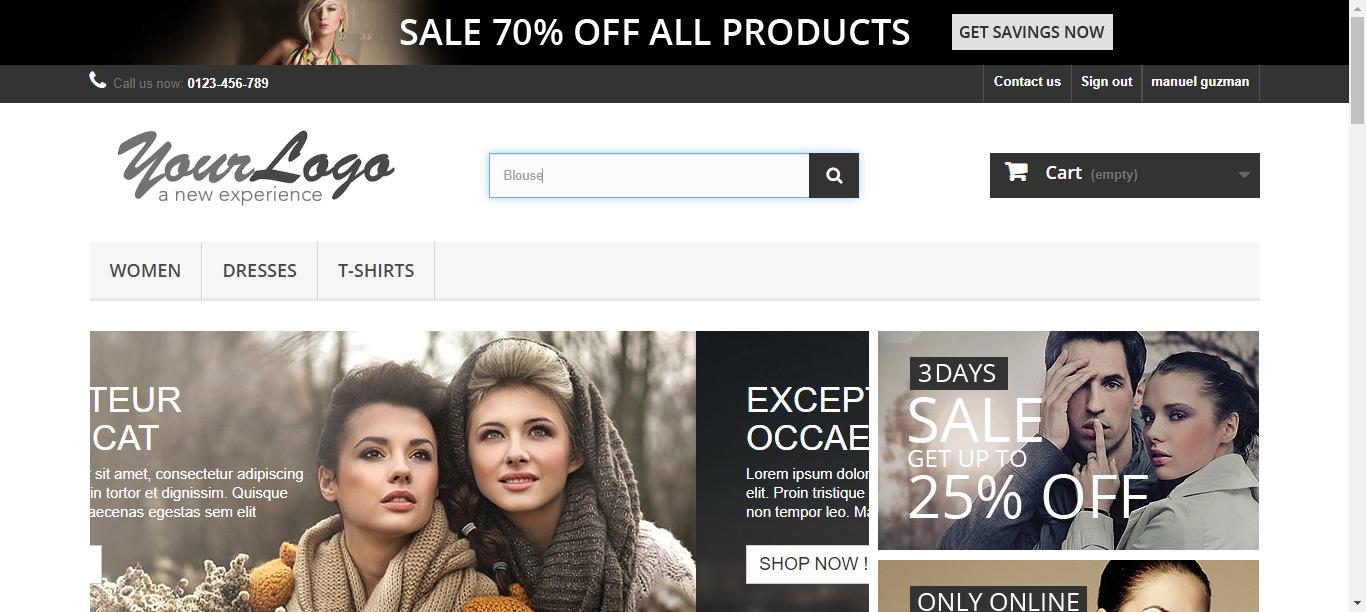 SALE 70% OFF ALL PRODUCTS
GET SAVINGS NOW
Call us now: 0123-456-789
Contact us
Sign out
manuel guzman
YourLogo
a new experience
Blouse
Cart (empty)
WOMEN
DRESSES
T-SHIRTS
TEUR
CAT
r sit amet, consectetur adipiscing
in tortor et dignissim. Quisque
aecenas egestas sem elit
EXCEPT
OCCAE
Lorem ipsum dolor
elit. Proin tristique
non tempor leo. Ma
SHOP NOW !
3 DAYS
SALE
GET UP TO
25% OFF
ONLY ONLINE